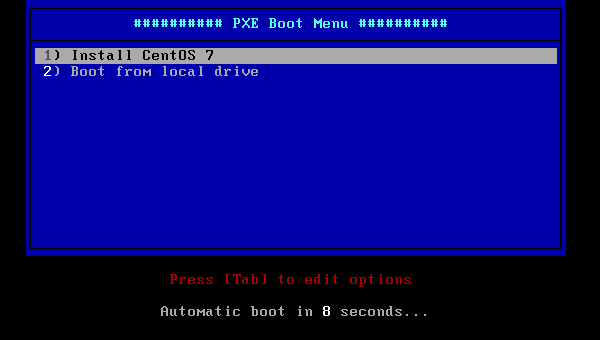 ########## PXE Boot Menu ##########
1) Install CentOS 7
2) Boot from local drive
Press [Tab] to edit options
Automatic boot in 8 seconds...